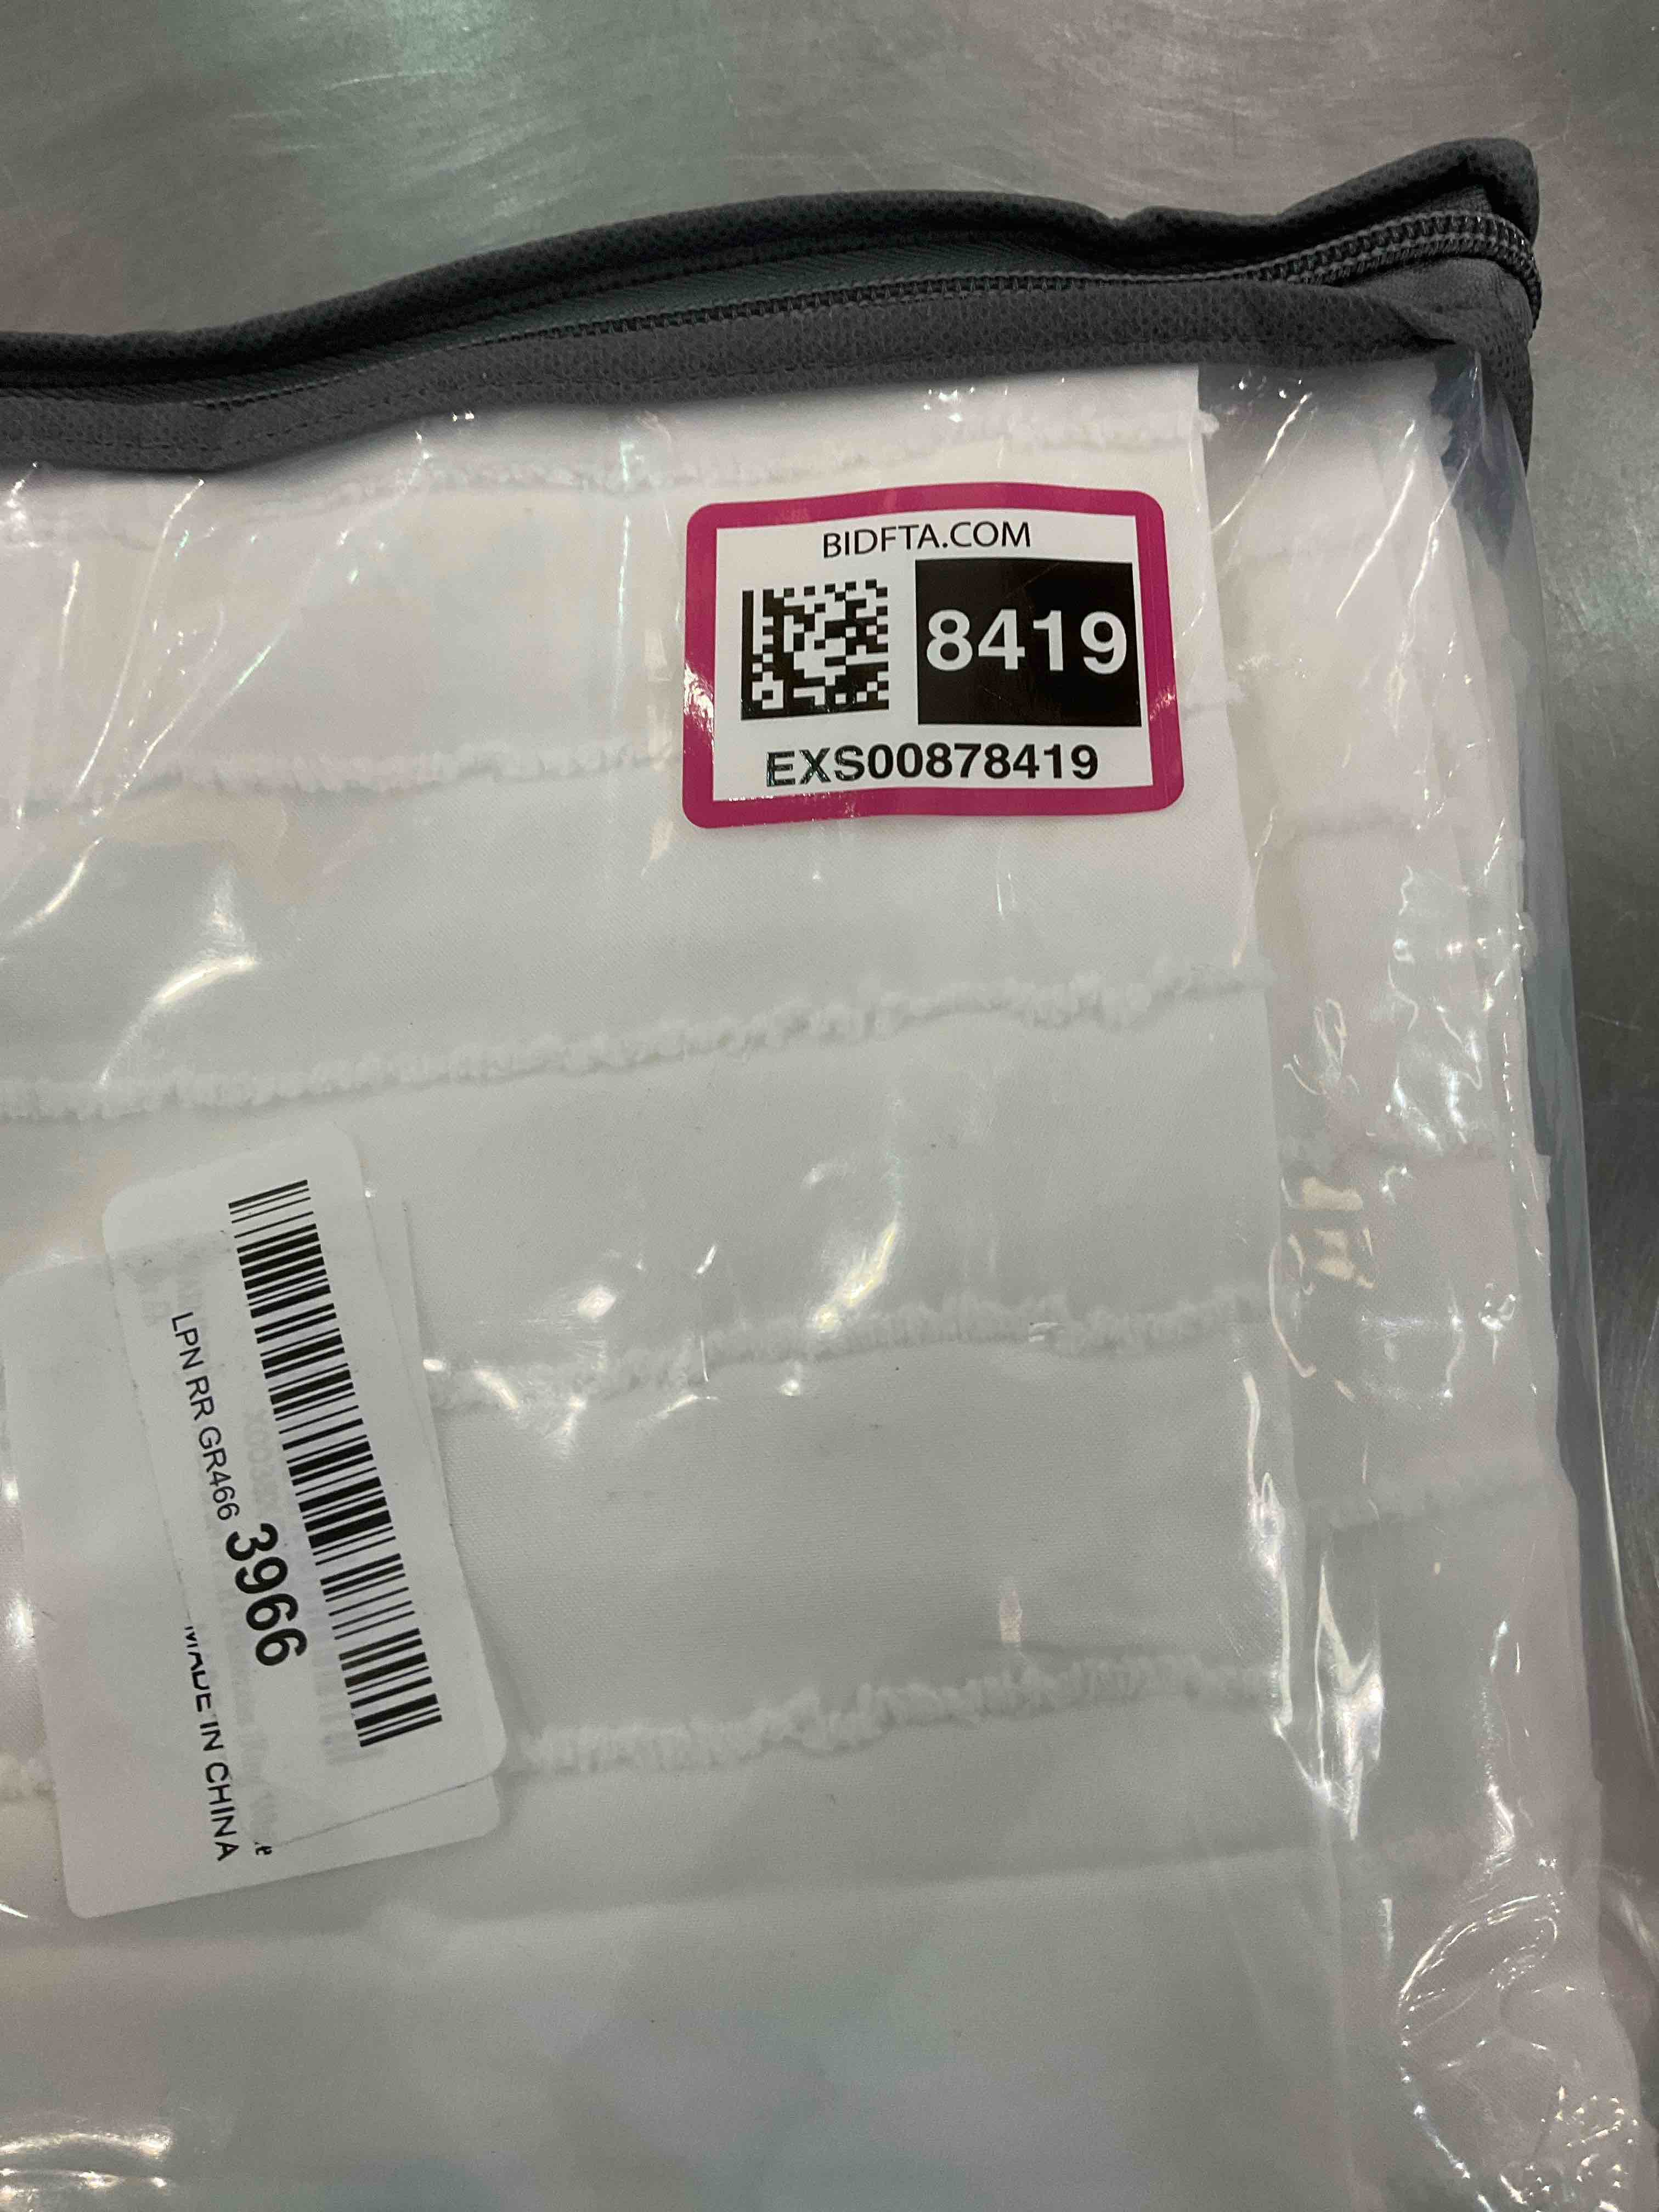 BIDFTA.COM
8419
EXS00878419
LPN RR GR466 3966
MADE IN CHINA